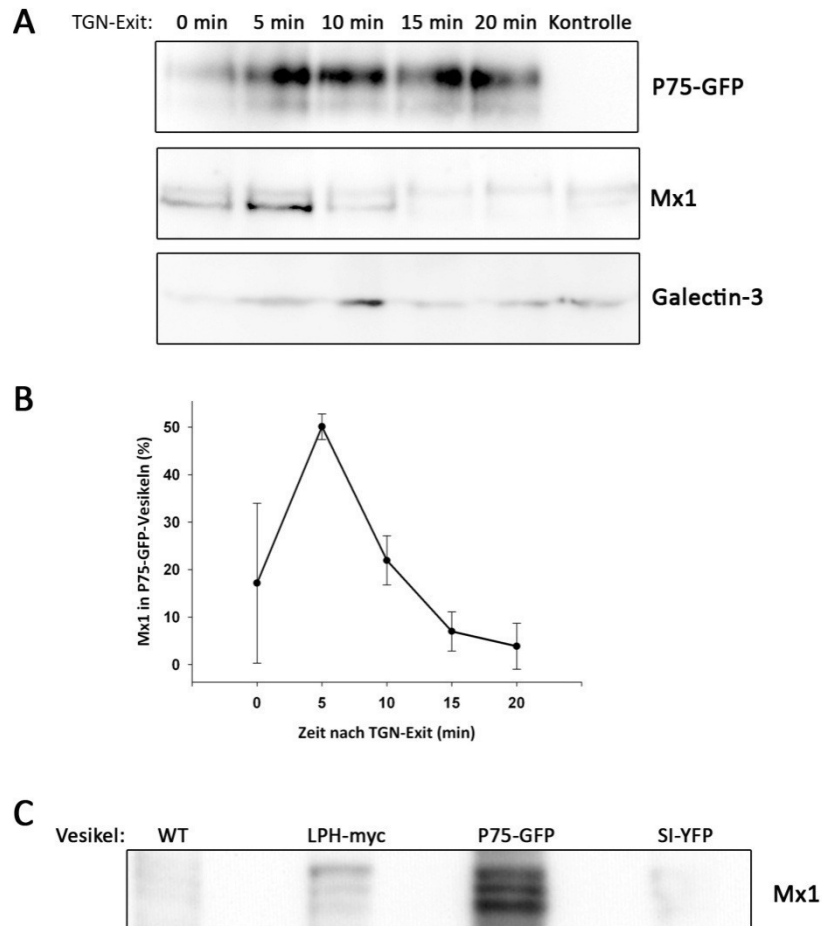 A
TGN-Exit: 0 min 5 min 10 min 15 min 20 min Kontrolle
P75-GFP
Mx1
Galectin-3
B
Mx1 in P75-GFP-Vesikeln (%)
50
40
30
20
10
0
0 5 10 15 20
Zeit nach TGN-Exit (min)
C
Vesikel: WT LPH-myc P75-GFP SI-YFP
Mx1